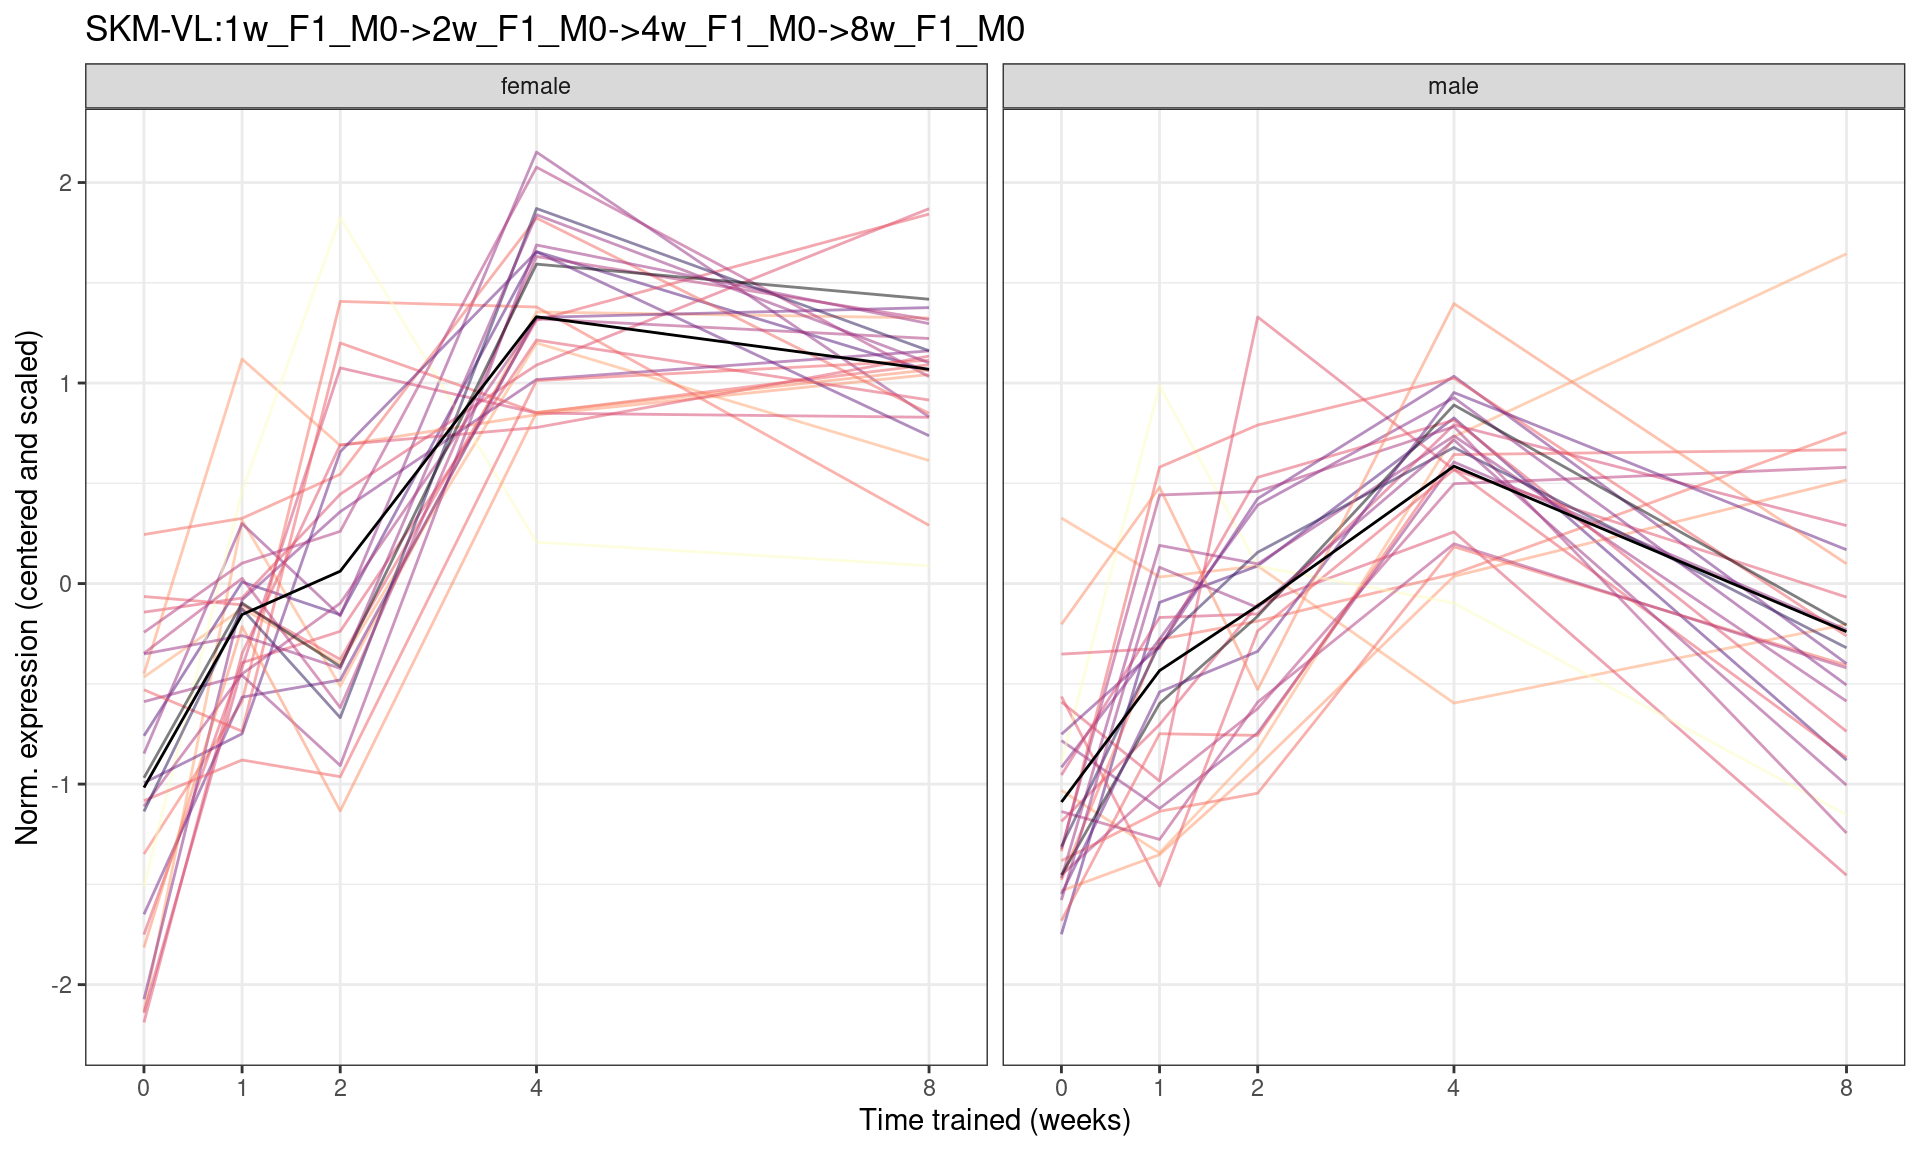 SKM-VL:1w_F1_M0->2w_F1_M0->4w_F1_M0->8w_F1_M0
female
male
Norm. expression (centered and scaled)
2
1
0
-1
-2
0 1 2 4 8
0 1 2 4 8
Time trained (weeks)